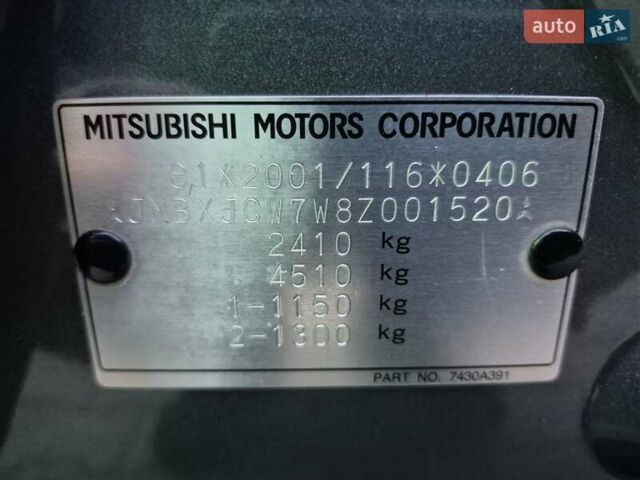 auto RIA.com
MITSUBISHI MOTORS CORPORATION
e1*2001/116*0406
*JMBXJCW7W8Z001520*
2410 kg
4510 kg
1-1150 kg
2-1300 kg
PART NO. 7430A391